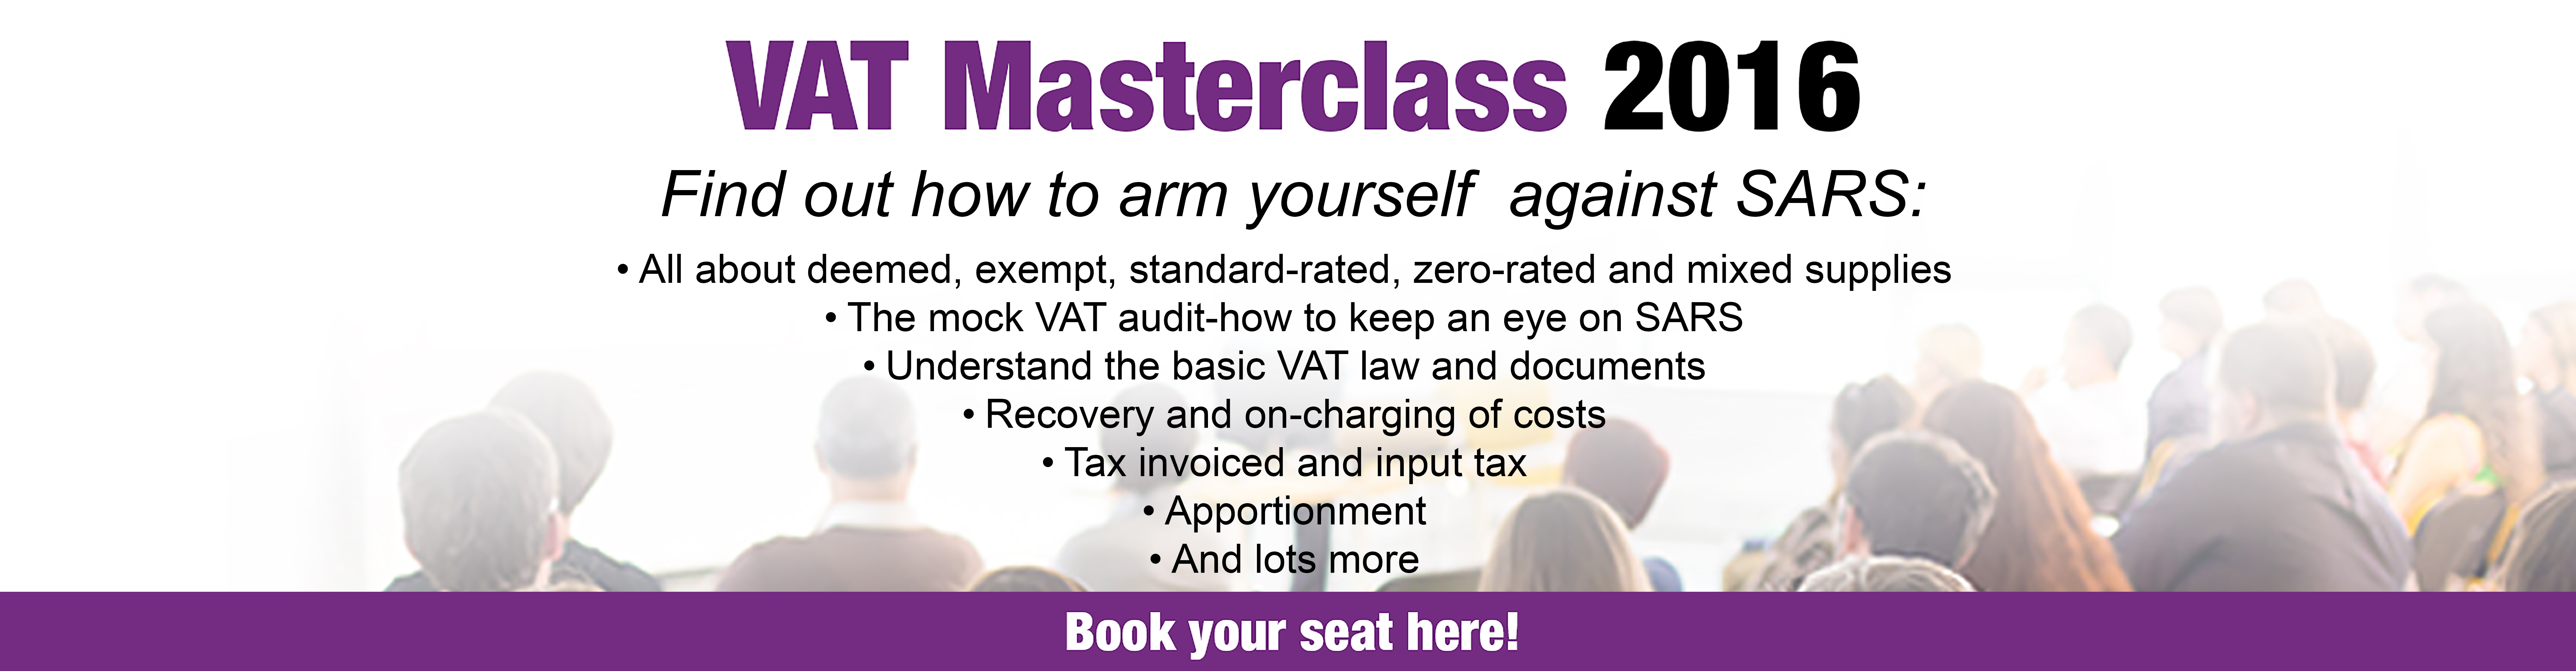 VAT Masterclass 2016
Find out how to arm yourself  against SARS:
• All about deemed, exempt, standard-rated, zero-rated and mixed supplies
• The mock VAT audit-how to keep an eye on SARS
• Understand the basic VAT law and documents
• Recovery and on-charging of costs
• Tax invoiced and input tax
• Apportionment
• And lots more
Book your seat here!